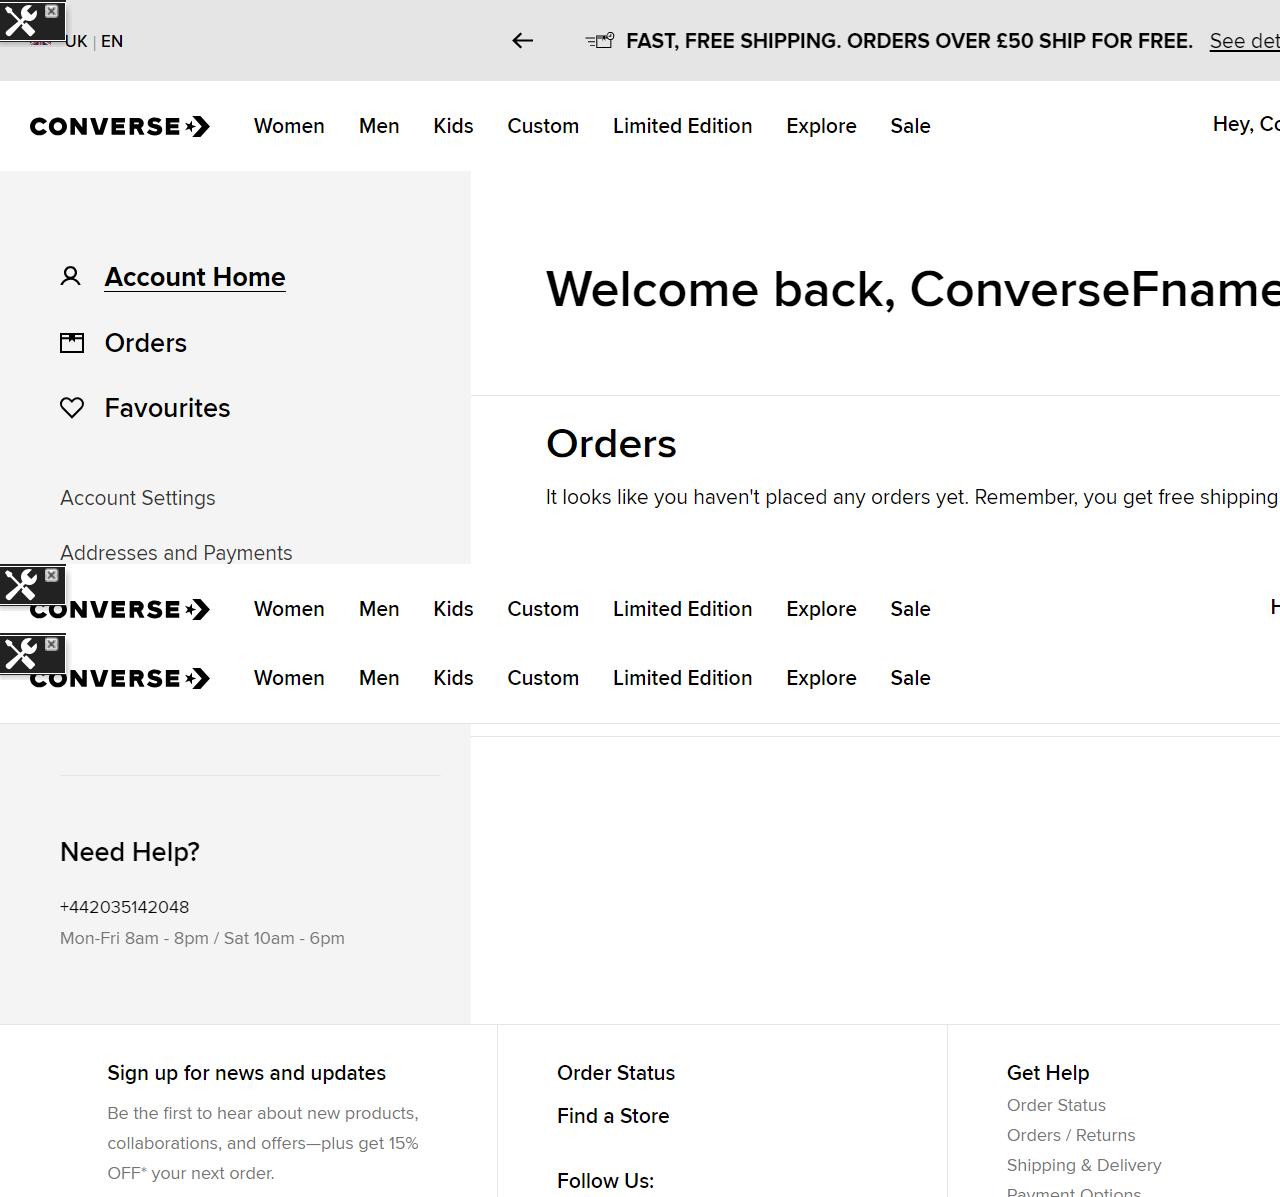 UK | EN
FAST, FREE SHIPPING. ORDERS OVER £50 SHIP FOR FREE. See det
CONVERSE Women Men Kids Custom Limited Edition Explore Sale
Hey, Co
Account Home
Orders
Favourites
Account Settings
Addresses and Payments
Welcome back, ConverseFname
Orders
It looks like you haven't placed any orders yet. Remember, you get free shipping
CONVERSE Women Men Kids Custom Limited Edition Explore Sale
H
CONVERSE Women Men Kids Custom Limited Edition Explore Sale
Need Help?
+442035142048
Mon-Fri 8am - 8pm / Sat 10am - 6pm
Sign up for news and updates
Be the first to hear about new products,
collaborations, and offers—plus get 15%
OFF* your next order.
Order Status
Find a Store
Follow Us:
Get Help
Order Status
Orders / Returns
Shipping & Delivery
Payment Options